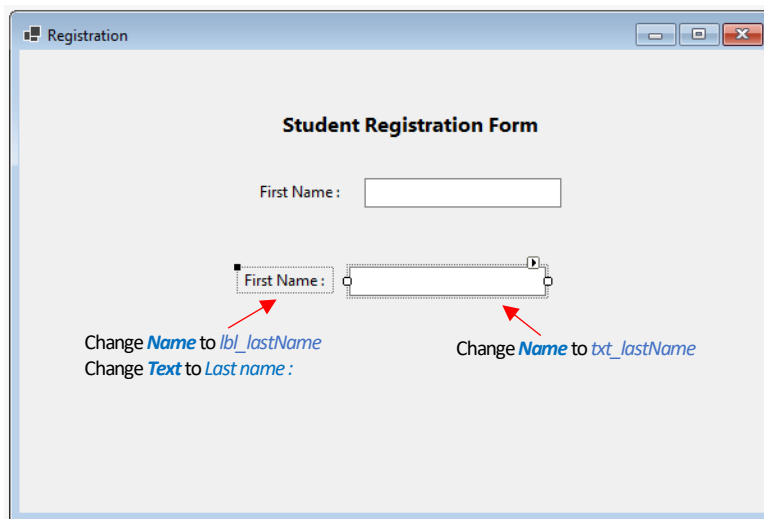 Registration
Student Registration Form
First Name :
First Name :
Change Name to lbl_lastName
Change Text to Last name :
Change Name to txt_lastName